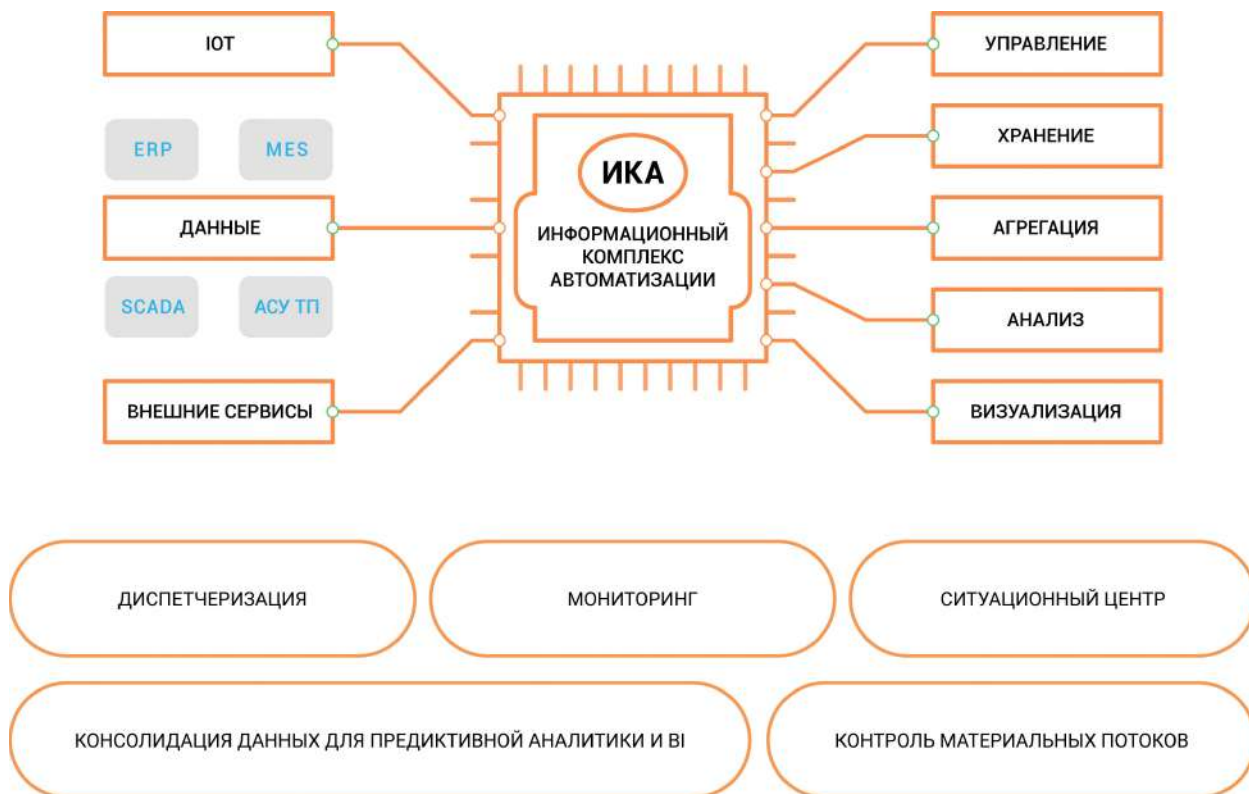 IOT
ERP
MES
ДАННЫЕ
SCADA
АСУ ТП
ВНЕШНИЕ СЕРВИСЫ
ИКА
ИНФОРМАЦИОННЫЙ
КОМПЛЕКС
АВТОМАТИЗАЦИИ
УПРАВЛЕНИЕ
ХРАНЕНИЕ
АГРЕГАЦИЯ
АНАЛИЗ
ВИЗУАЛИЗАЦИЯ
ДИСПЕТЧЕРИЗАЦИЯ
МОНИТОРИНГ
СИТУАЦИОННЫЙ ЦЕНТР
КОНСОЛИДАЦИЯ ДАННЫХ ДЛЯ ПРЕДИКТИВНОЙ АНАЛИТИКИ И BI
КОНТРОЛЬ МАТЕРИАЛЬНЫХ ПОТОКОВ